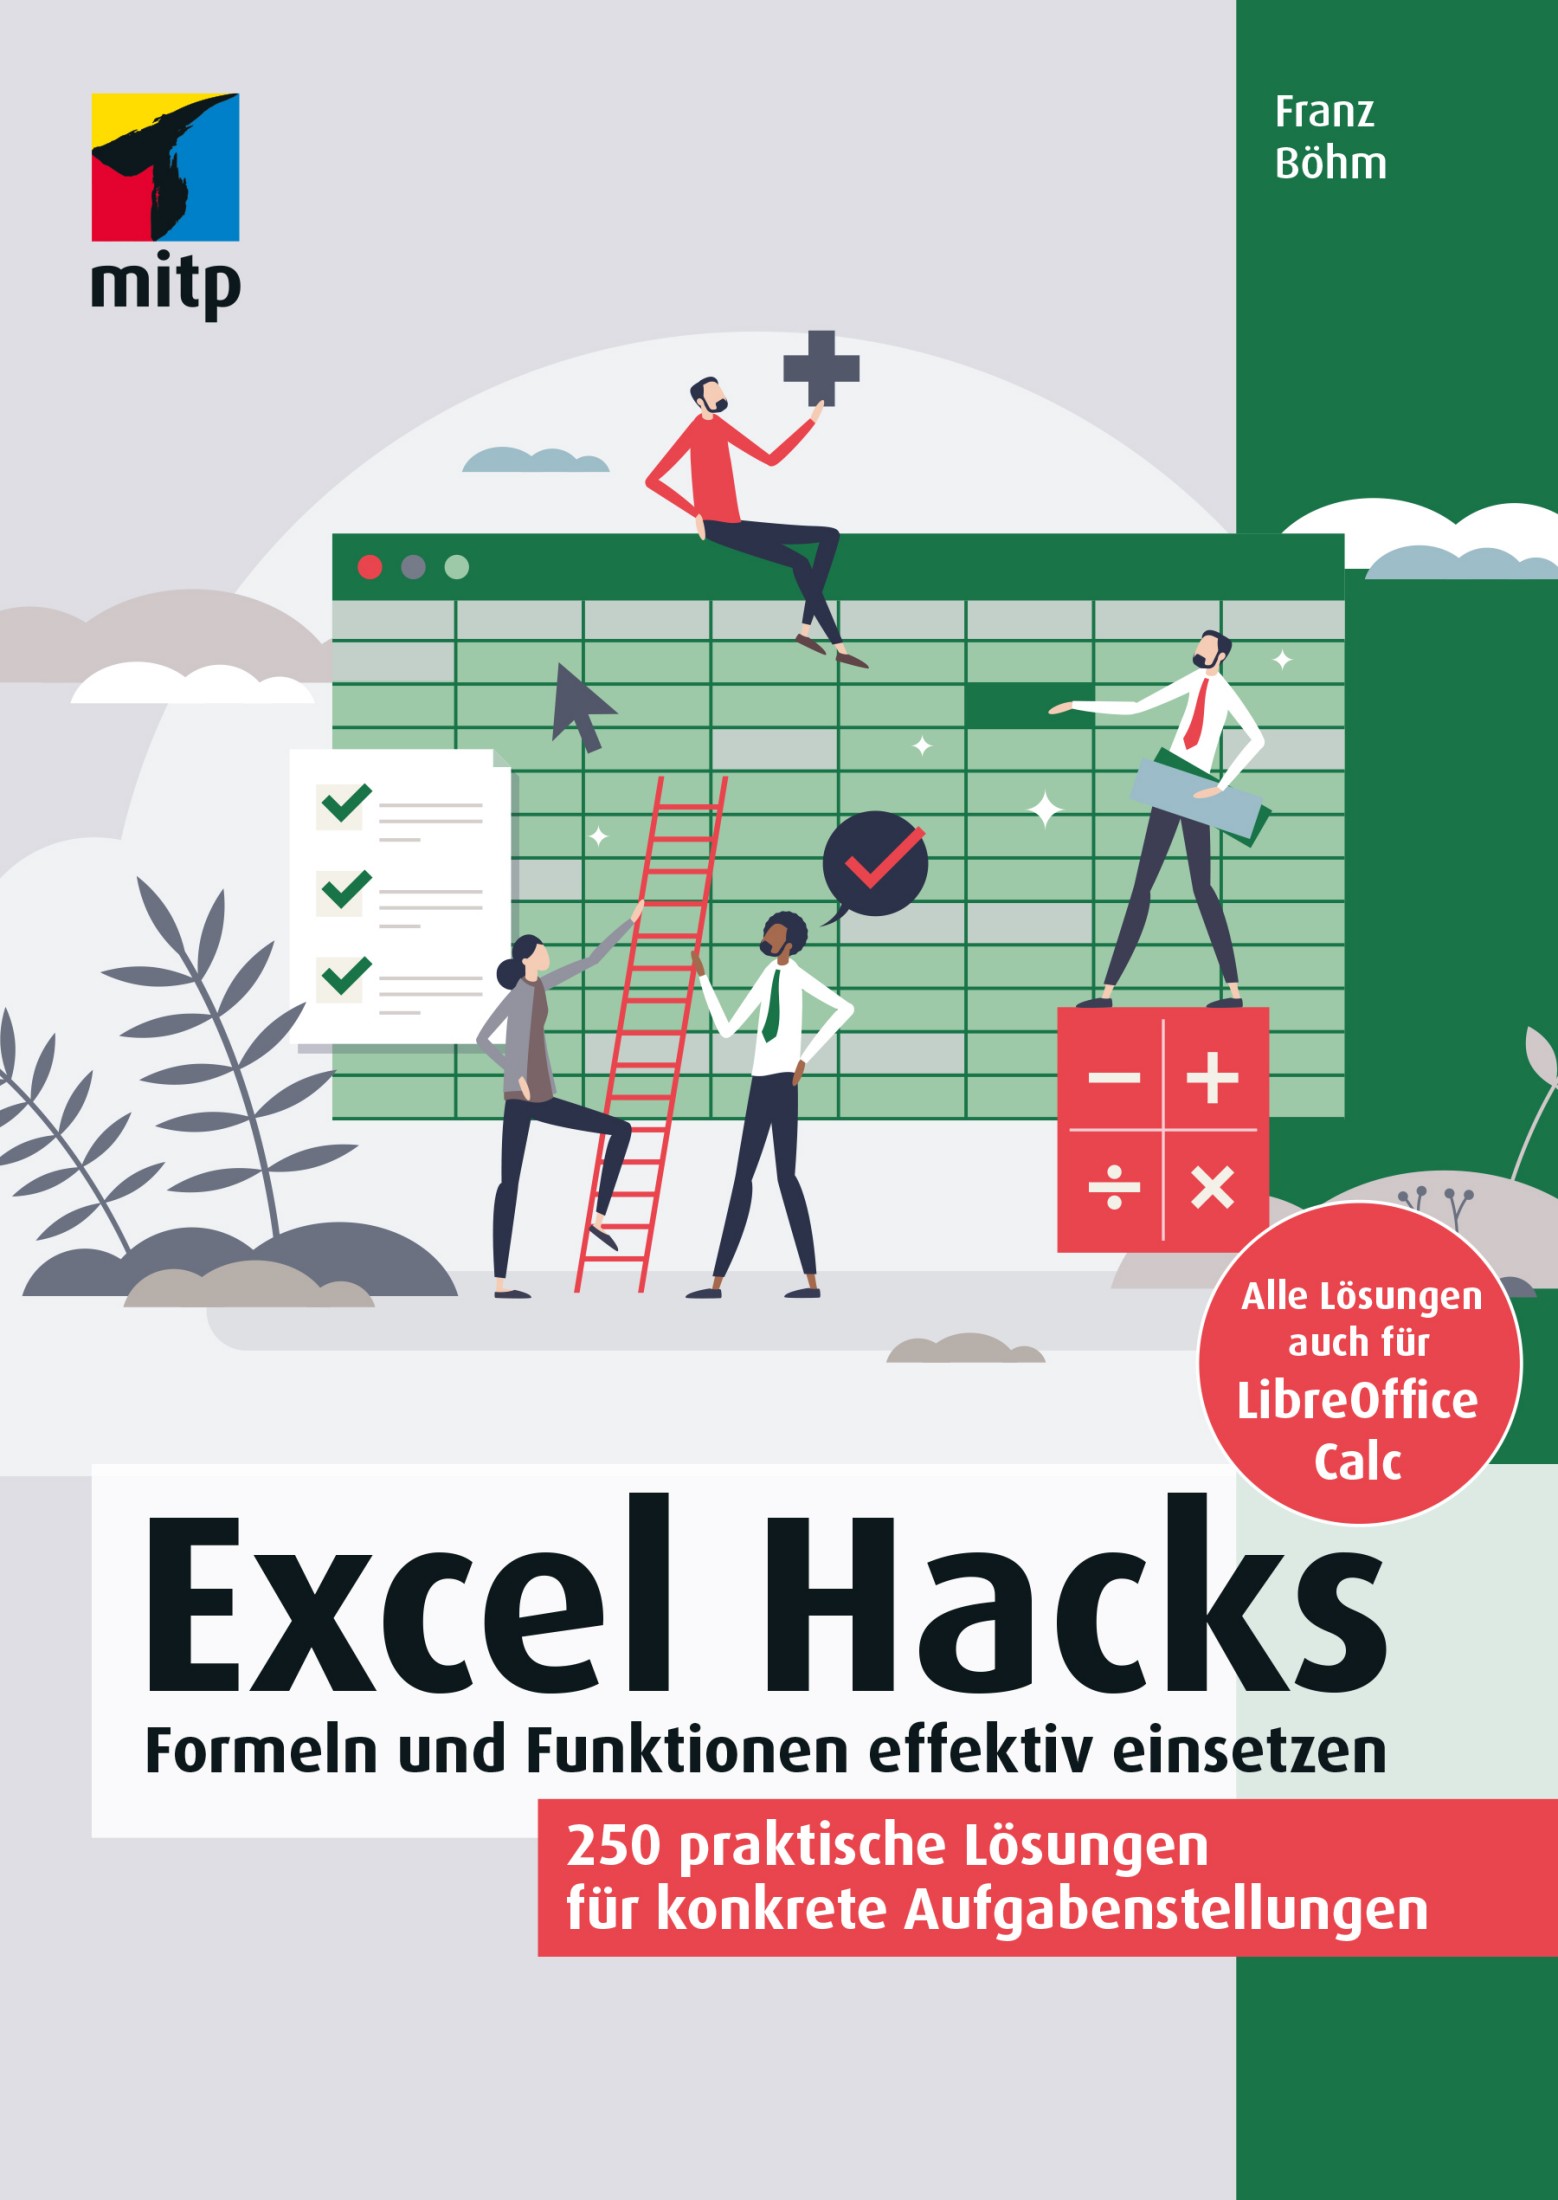 mitp
Franz
Böhm
− +
÷ ×
Alle Lösungen
auch für
LibreOffice
Calc
Excel Hacks
Formeln und Funktionen effektiv einsetzen
250 praktische Lösungen
für konkrete Aufgabenstellungen